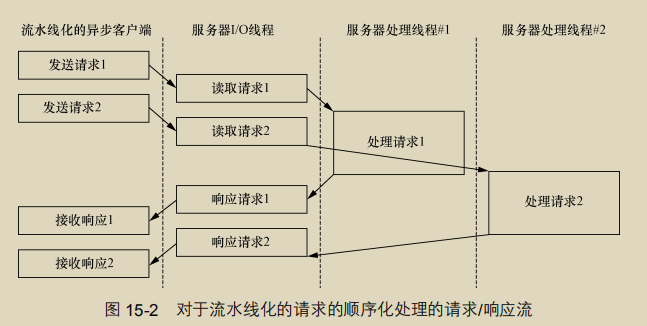 流水线化的异步客户端 服务器I/O线程 服务器处理线程#1 服务器处理线程#2
发送请求1
读取请求1
发送请求2
读取请求2
处理请求1
响应请求1
处理请求2
接收响应1
响应请求2
接收响应2
图 15-2 对于流水线化的请求的顺序化处理的请求/响应流